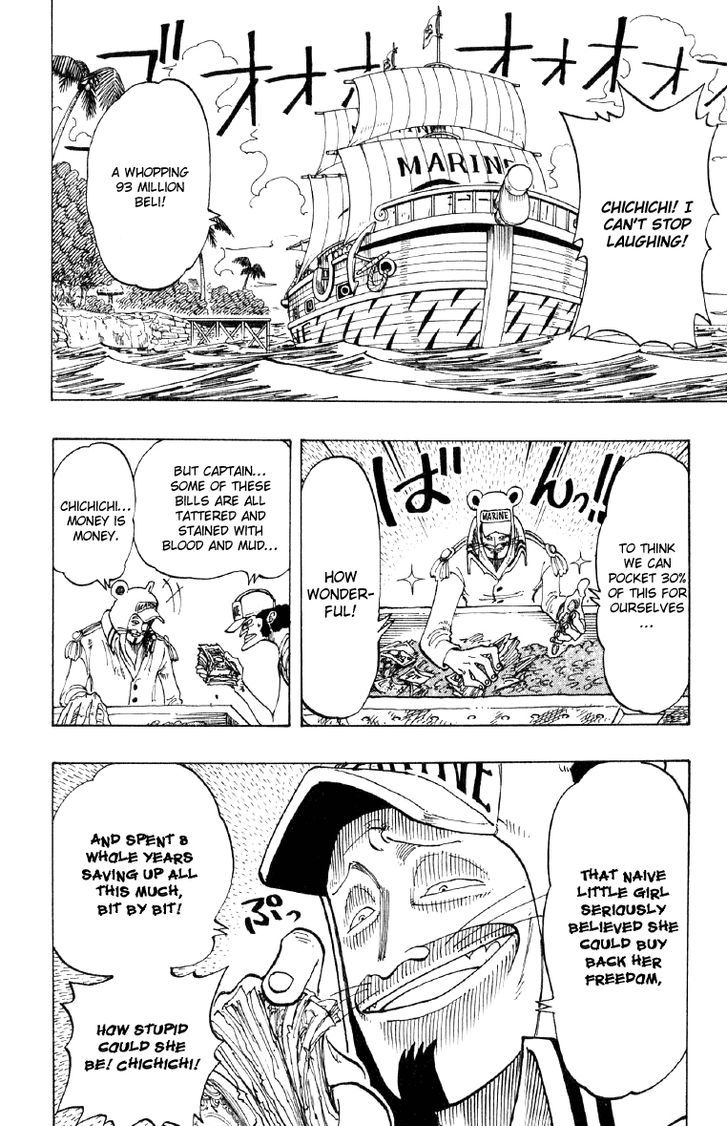 ブオオオオオオオ
CHICHICHI! I
CAN'T STOP
LAUGHING!
MARINE
A WHOPPING
93 MILLION
BELI!
ばんっ!!
MARINE
TO THINK
WE CAN
POCKET 30%
OF THIS FOR
OURSELVES
...
HOW
WONDER-
FUL!
BUT CAPTAIN...
SOME OF THESE
BILLS ARE ALL
TATTERED AND
STAINED WITH
BLOOD AND MUD...
CHICHICHI...
MONEY IS
MONEY.
THAT NAIVE
LITTLE GIRL
SERIOUSLY
BELIEVED SHE
COULD BUY
BACK HER
FREEDOM,
ぷっ
AND SPENT 8
WHOLE YEARS
SAVING UP ALL
THIS MUCH,
BIT BY BIT!
HOW STUPID
COULD SHE
BE! CHICHICHI!